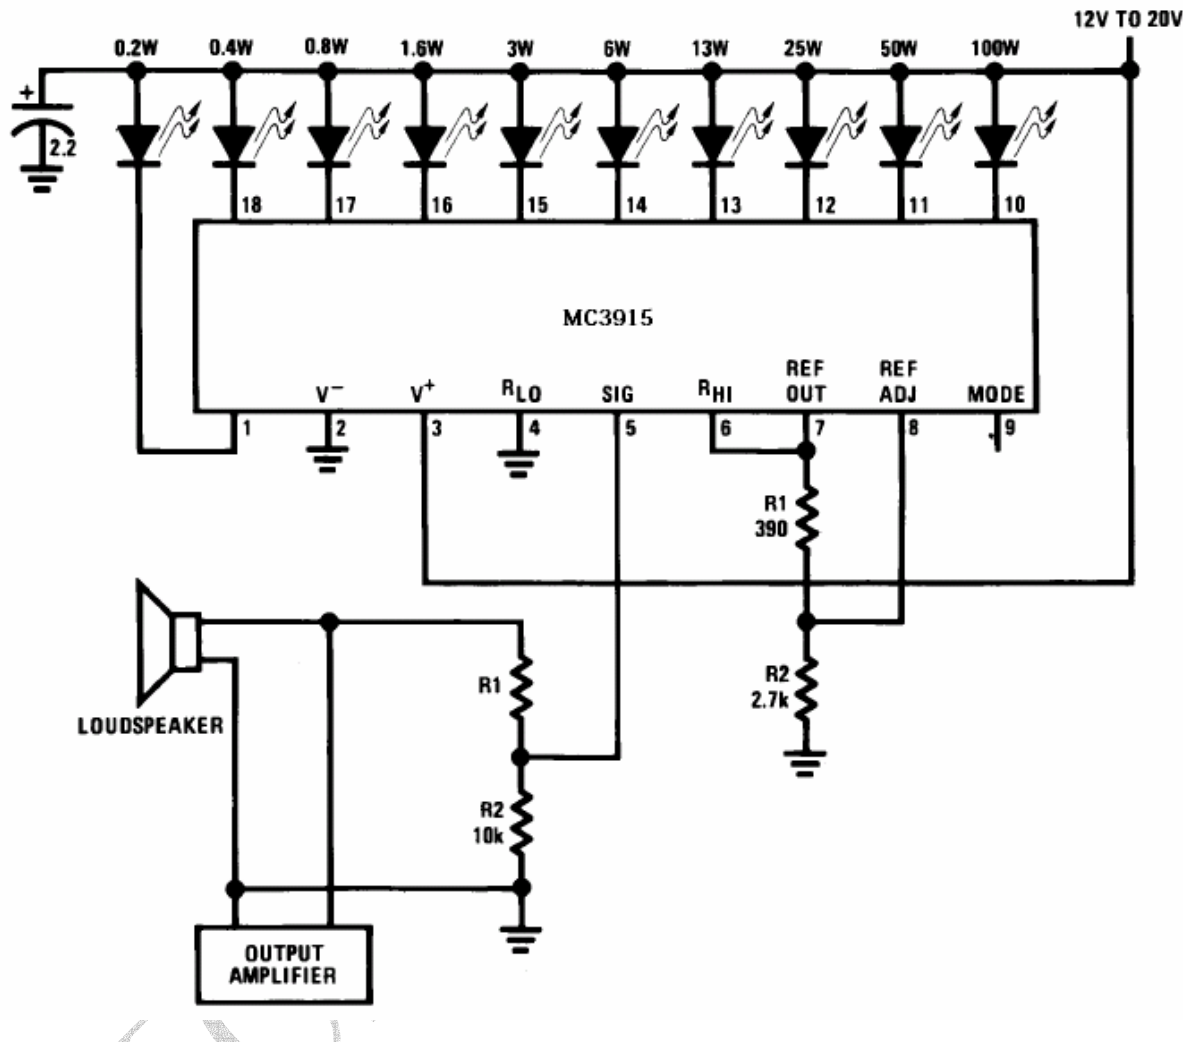 12V TO 20V
0.2W 0.4W 0.8W 1.6W 3W 6W 13W 25W 50W 100W
+
2.2
18 17 16 15 14 13 12 11 10
MC3915
REF REF
V− V+ RLO SIG RHI OUT ADJ MODE
1 2 3 4 5 6 7 8 9
R1
390
R1
R2
2.7k
LOUDSPEAKER
R2
10k
OUTPUT
AMPLIFIER